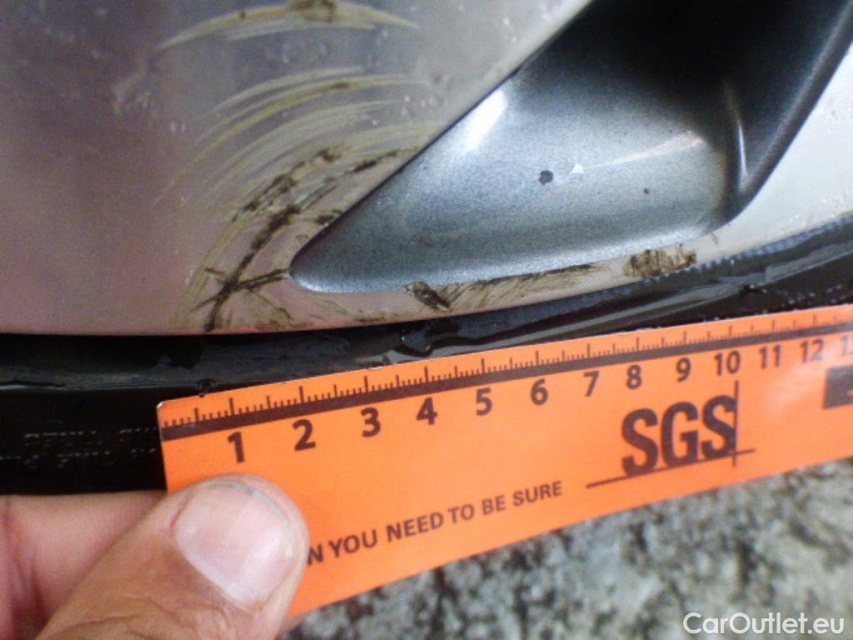 1 2 3 4 5 6 7 8 9 10 11 12
SGS
N YOU NEED TO BE SURE
CarOutlet.eu